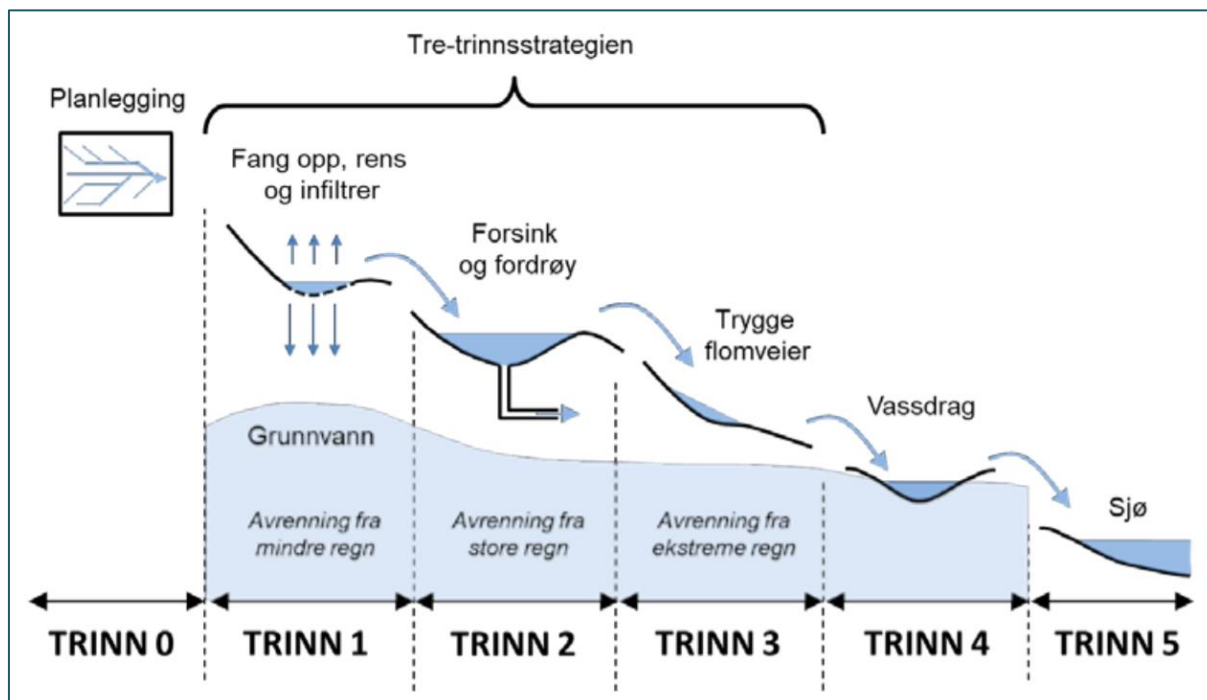 Tre-trinnsstrategien
Planlegging
Fang opp, rens
og infiltrer
Forsink
og fordrøy
Trygge
flomveier
Vassdrag
Sjø
Grunnvann
Avrenning fra
mindre regn
Avrenning fra
store regn
Avrenning fra
ekstreme regn
TRINN 0
TRINN 1
TRINN 2
TRINN 3
TRINN 4
TRINN 5